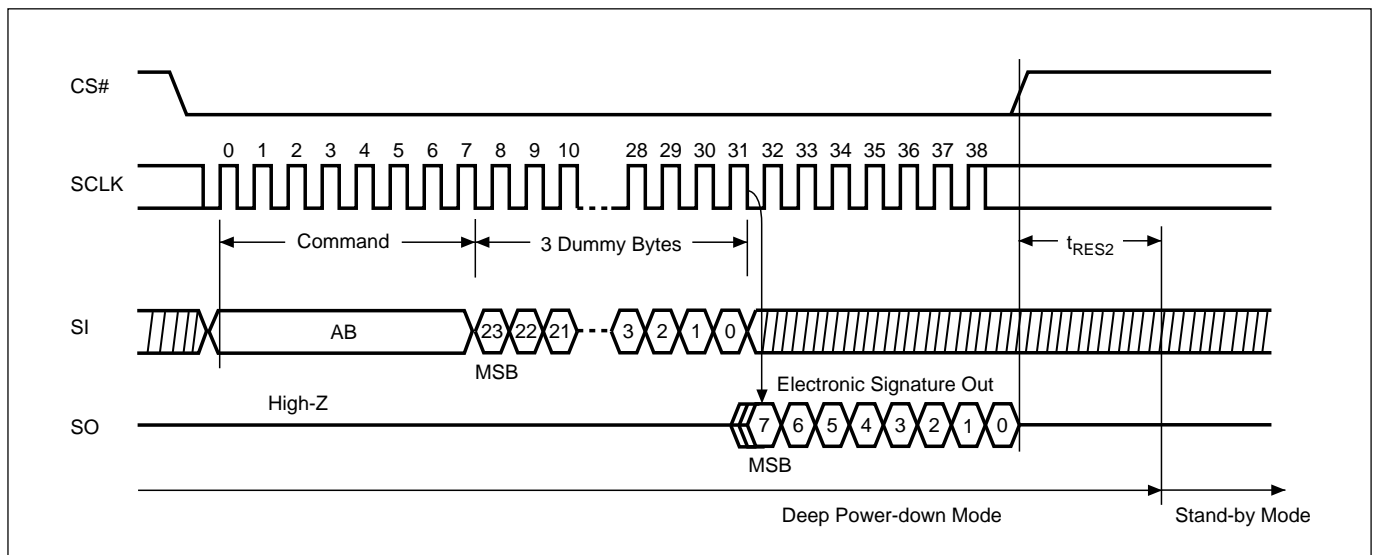 CS#
0 1 2 3 4 5 6 7 8 9 10 28 29 30 31 32 33 34 35 36 37 38
SCLK
Command
3 Dummy Bytes
tRES2
SI
AB
23 22 21 3 2 1 0
MSB
Electronic Signature Out
High-Z
SO
7 6 5 4 3 2 1 0
MSB
Deep Power-down Mode
Stand-by Mode